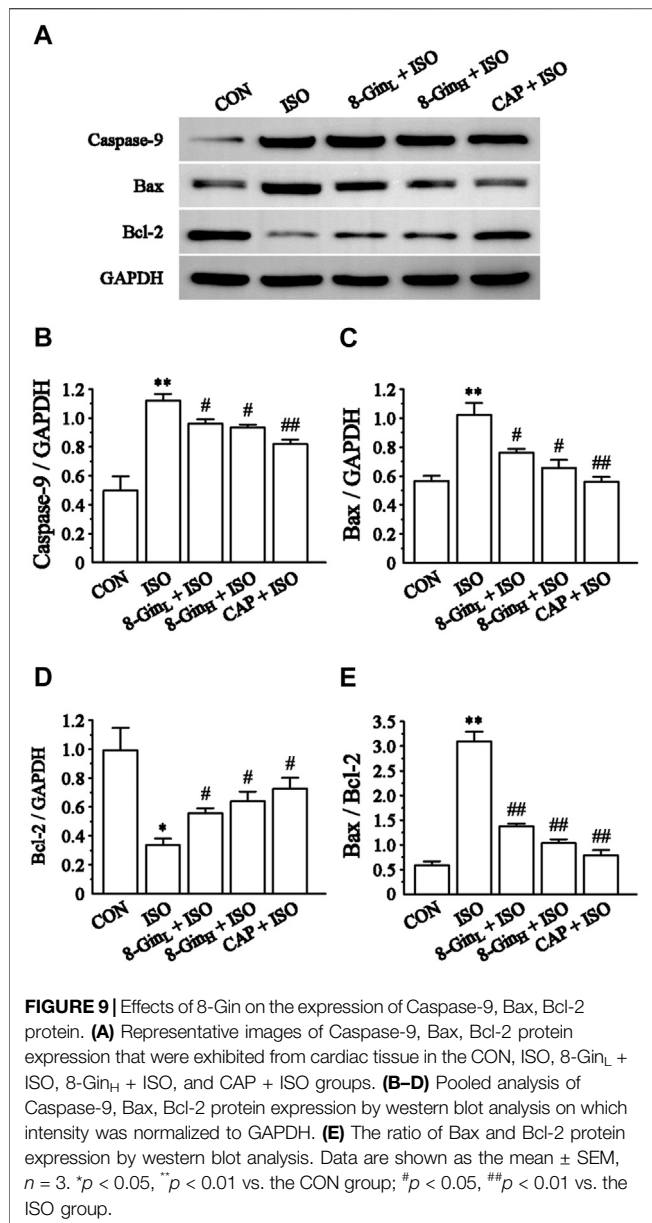 A
CON ISO 8-GinL + ISO 8-GinH + ISO CAP + ISO
Caspase-9
Bax
Bcl-2
GAPDH
B
Caspase-9 / GAPDH
1.2
1.0
0.8
0.6
0.4
0.2
0
** # # ##
CON ISO 8-GinL + ISO 8-GinH + ISO CAP + ISO
C
Bax / GAPDH
1.2
1.0
0.8
0.6
0.4
0.2
0
** # # ##
CON ISO 8-GinL + ISO 8-GinH + ISO CAP + ISO
D
Bcl-2 / GAPDH
1.2
1.0
0.8
0.6
0.4
0.2
0
* # # #
CON ISO 8-GinL + ISO 8-GinH + ISO CAP + ISO
E
Bax / Bcl-2
3.5
3.0
2.5
2.0
1.5
1.0
0.5
0
** ## ## ##
CON ISO 8-GinL + ISO 8-GinH + ISO CAP + ISO
FIGURE 9 | Effects of 8-Gin on the expression of Caspase-9, Bax, Bcl-2
protein. (A) Representative images of Caspase-9, Bax, Bcl-2 protein
expression that were exhibited from cardiac tissue in the CON, ISO, 8-GinL +
ISO, 8-GinH + ISO, and CAP + ISO groups. (B–D) Pooled analysis of
Caspase-9, Bax, Bcl-2 protein expression by western blot analysis on which
intensity was normalized to GAPDH. (E) The ratio of Bax and Bcl-2 protein
expression by western blot analysis. Data are shown as the mean ± SEM,
n = 3. *p < 0.05, **p < 0.01 vs. the CON group; #p < 0.05, ##p < 0.01 vs. the
ISO group.